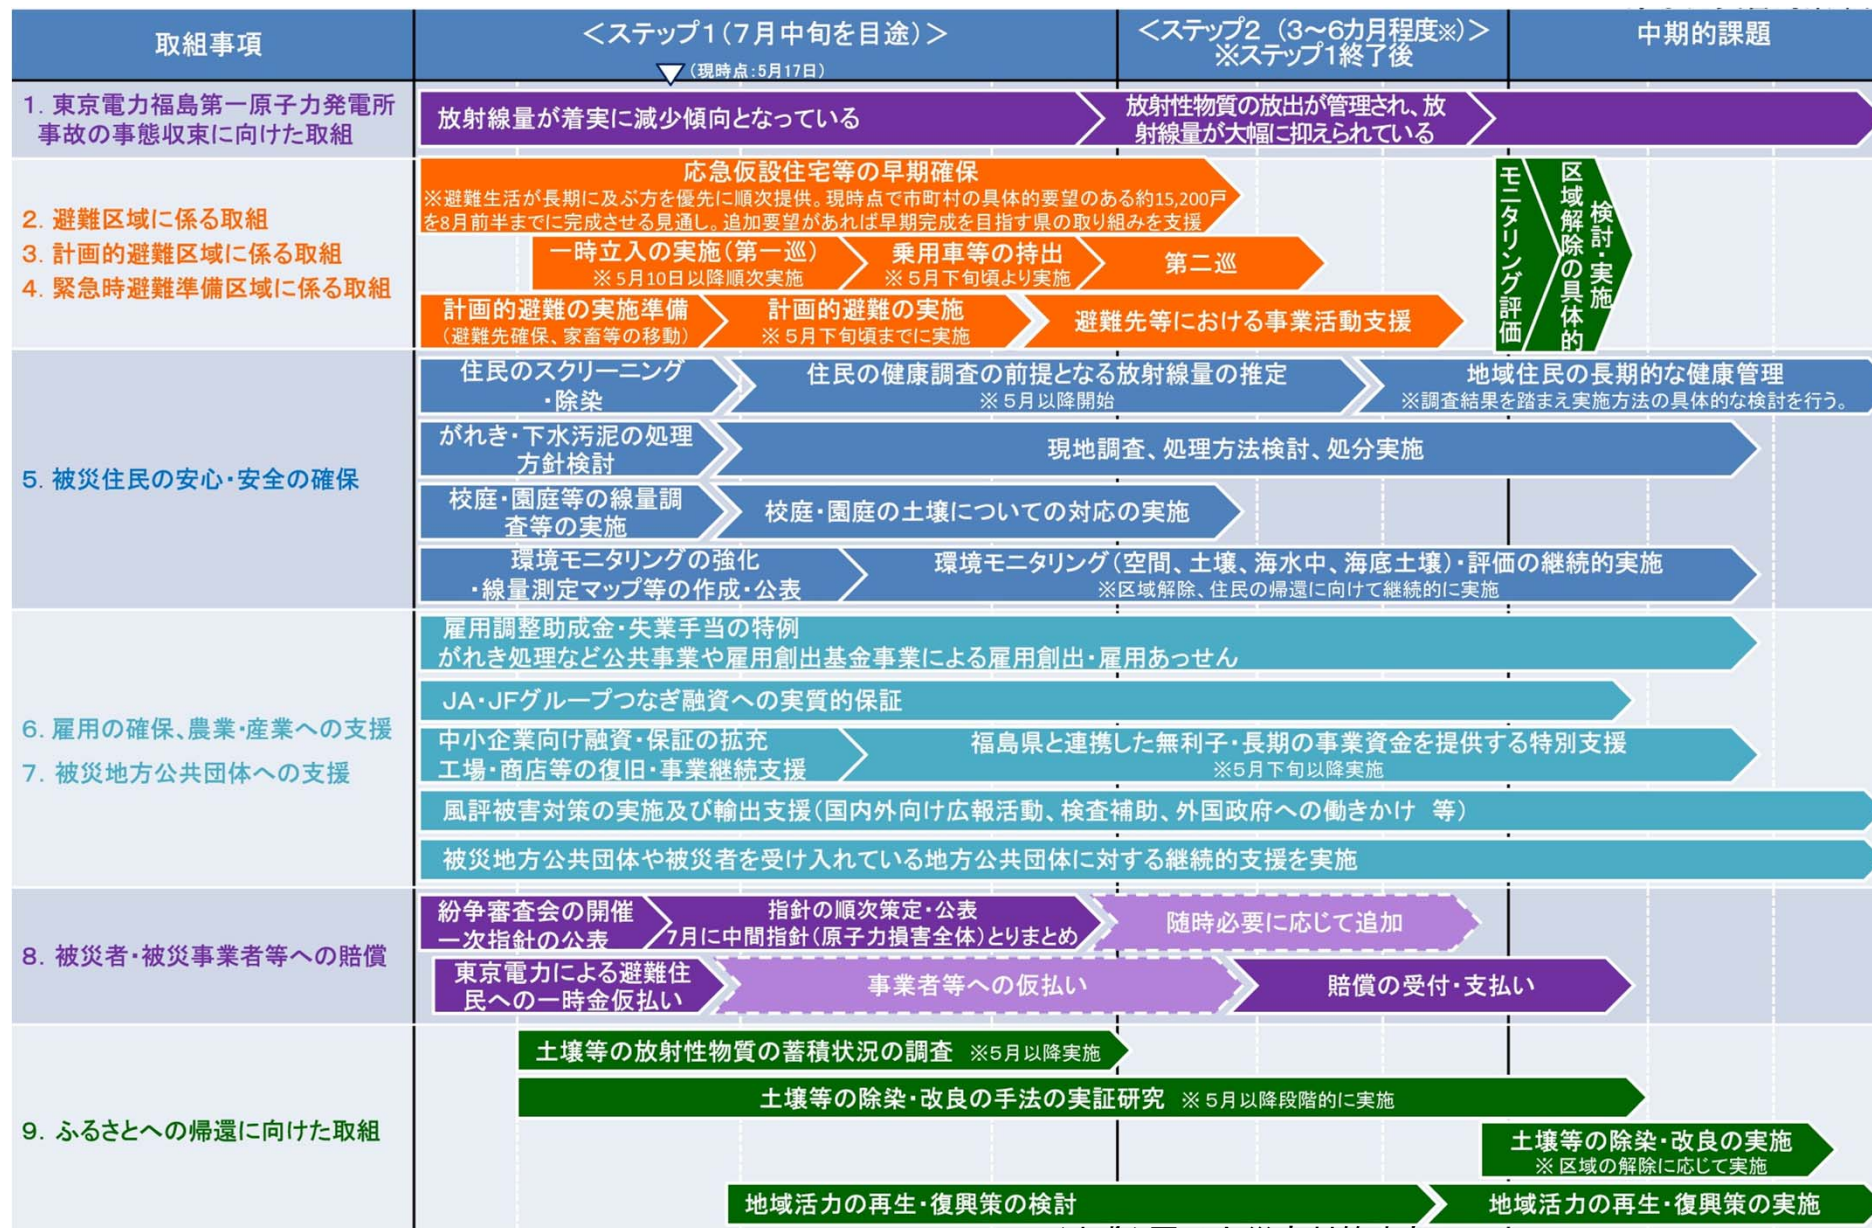 取組事項
＜ステップ1（7月中旬を目途）＞
（現時点：5月17日）
＜ステップ2（3～6カ月程度※）＞
※ステップ1終了後
中期的課題
1. 東京電力福島第一原子力発電所
事故の事態収束に向けた取組
放射線量が着実に減少傾向となっている
放射性物質の放出が管理され、放
射線量が大幅に抑えられている
2. 避難区域に係る取組
3. 計画的避難区域に係る取組
4. 緊急時避難準備区域に係る取組
応急仮設住宅等の早期確保
※避難生活が長期に及ぶ方を優先に順次提供。現時点で市町村の具体的要望のある約15,200戸
を8月前半までに完成させる見通し。追加要望があれば早期完成を目指す県の取り組みを支援
一時立入の実施（第一巡）
※ 5月10日以降順次実施
乗用車等の持出
※ 5月下旬頃より実施
第二巡
計画的避難の実施準備
（避難先確保、家畜等の移動）
計画的避難の実施
※ 5月下旬頃までに実施
避難先等における事業活動支援
モニタリング評価
区域解除の具体的
検討・実施
5. 被災住民の安心・安全の確保
住民のスクリーニング
・除染
住民の健康調査の前提となる放射線量の推定
※ 5月以降開始
地域住民の長期的な健康管理
※調査結果を踏まえ実施方法の具体的な検討を行う。
がれき・下水汚泥の処理
方針検討
現地調査、処理方法検討、処分実施
校庭・園庭等の線量調
査等の実施
校庭・園庭の土壌についての対応の実施
環境モニタリングの強化
・線量測定マップ等の作成・公表
環境モニタリング（空間、土壌、海水中、海底土壌）・評価の継続的実施
※区域解除、住民の帰還に向けて継続的に実施
6. 雇用の確保、農業・産業への支援
7. 被災地方公共団体への支援
雇用調整助成金・失業手当の特例
がれき処理など公共事業や雇用創出基金事業による雇用創出・雇用あっせん
JA・JFグループつなぎ融資への実質的保証
中小企業向け融資・保証の拡充
工場・商店等の復旧・事業継続支援
福島県と連携した無利子・長期の事業資金を提供する特別支援
※5月下旬以降実施
風評被害対策の実施及び輸出支援（国内外向け広報活動、検査補助、外国政府への働きかけ 等）
被災地方公共団体や被災者を受け入れている地方公共団体に対する継続的支援を実施
8. 被災者・被災事業者等への賠償
紛争審査会の開催
一次指針の公表
指針の順次策定・公表
7月に中間指針（原子力損害全体）とりまとめ
随時必要に応じて追加
東京電力による避難住
民への一時金仮払い
事業者等への仮払い
賠償の受付・支払い
9. ふるさとへの帰還に向けた取組
土壌等の放射性物質の蓄積状況の調査 ※5月以降実施
土壌等の除染・改良の手法の実証研究 ※ 5月以降段階的に実施
土壌等の除染・改良の実施
※ 区域の解除に応じて実施
地域活力の再生・復興策の検討
地域活力の再生・復興策の実施